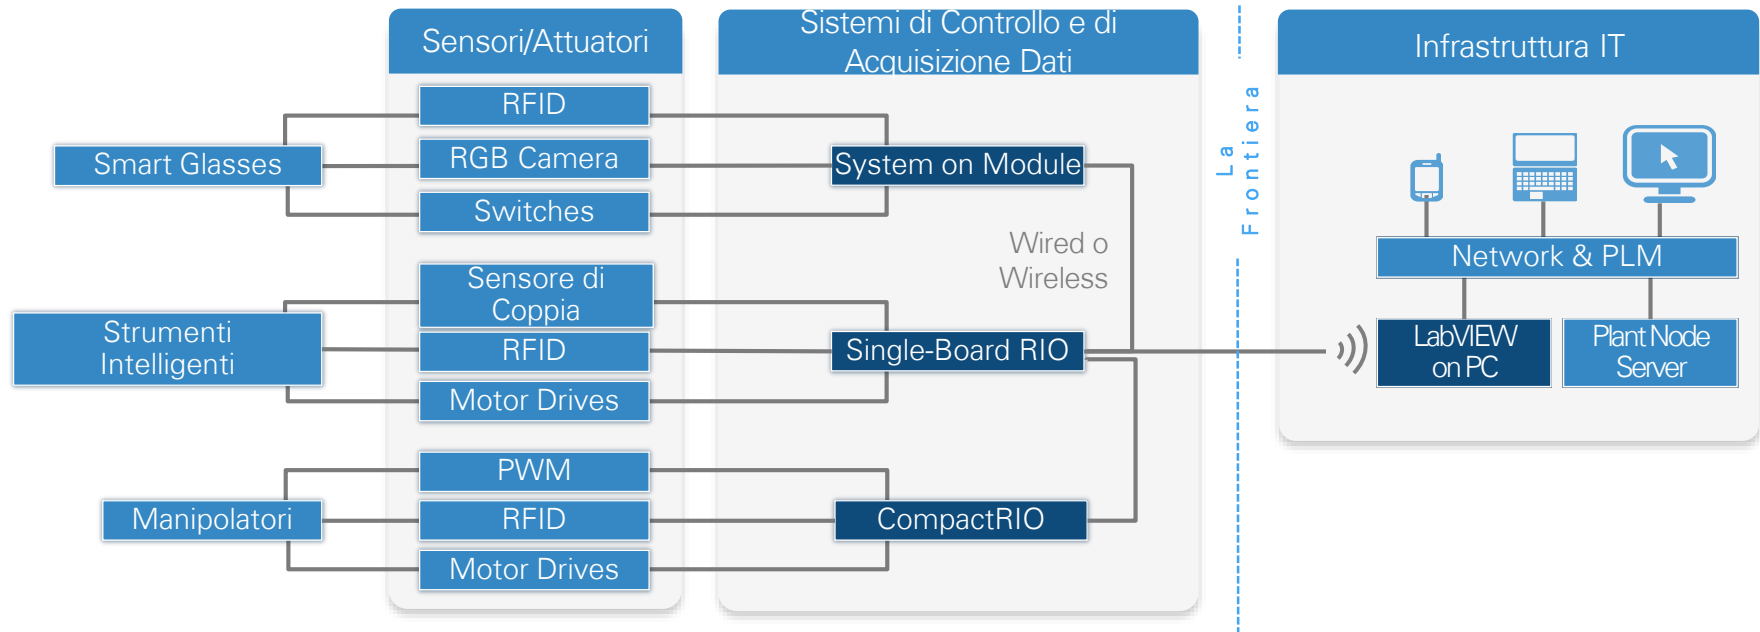 Sensori/Attuatori
Sistemi di Controllo e di
Acquisizione Dati
La
Frontiera
Infrastruttura IT
Smart Glasses
RFID
RGB Camera
Switches
System on Module
Wired o
Wireless
Strumenti
Intelligenti
Sensore di
Coppia
RFID
Motor Drives
Single-Board RIO
Manipolatori
PWM
RFID
Motor Drives
CompactRIO
Network & PLM
LabVIEW
on PC
Plant Node
Server